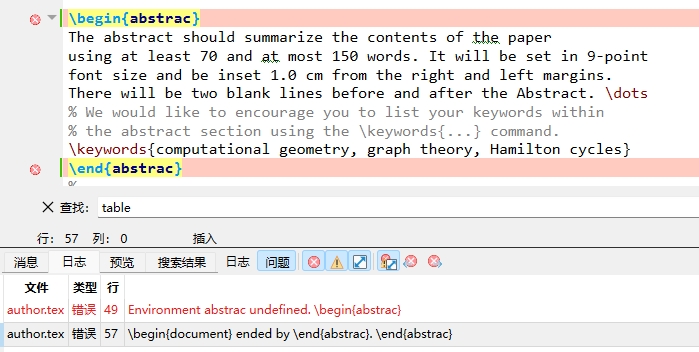 \begin{abstrac}
The abstract should summarize the contents of the paper
using at least 70 and at most 150 words. It will be set in 9-point
font size and be inset 1.0 cm from the right and left margins.
There will be two blank lines before and after the Abstract. \dots
% We would like to encourage you to list your keywords within
% the abstract section using the \keywords{...} command.
\keywords{computational geometry, graph theory, Hamilton cycles}
\end{abstrac}
%
查找: table
行: 57 列: 0 插入
消息 日志 预览 搜索结果 日志 问题
文件 类型 行
author.tex 错误 49 Environment abstrac undefined. \begin{abstrac}
author.tex 错误 57 \begin{document} ended by \end{abstrac}. \end{abstrac}